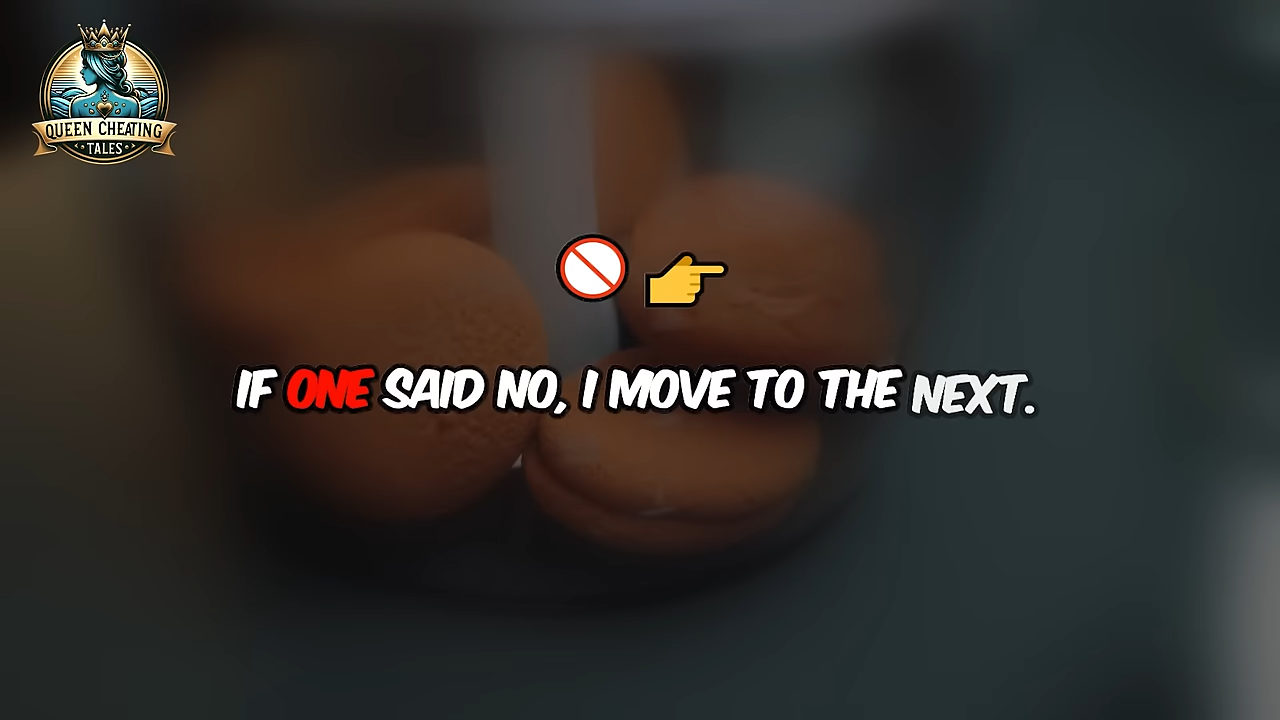 QUEEN CHEATING
TALES
IF ONE SAID NO, I MOVE TO THE NEXT.